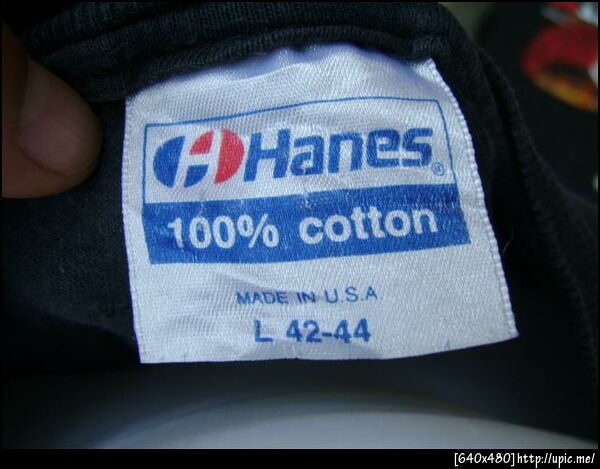 Hanes®
100% cotton
MADE IN U.S.A
L 42-44
[640x480]http://upic.me/